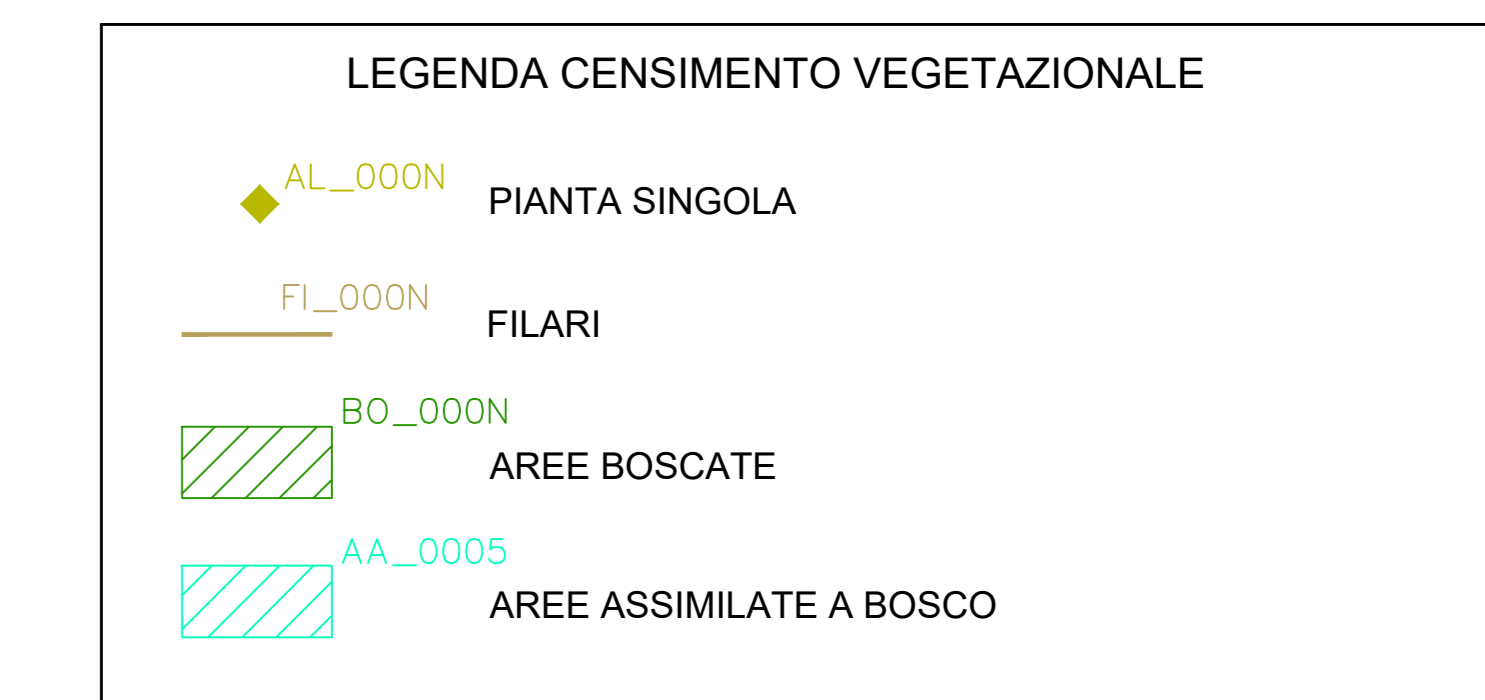 LEGENDA CENSIMENTO VEGETAZIONALE
AL_000N
PIANTA SINGOLA
FI_000N
FILARI
BO_000N
AREE BOSCATE
AA_0005
AREE ASSIMILATE A BOSCO